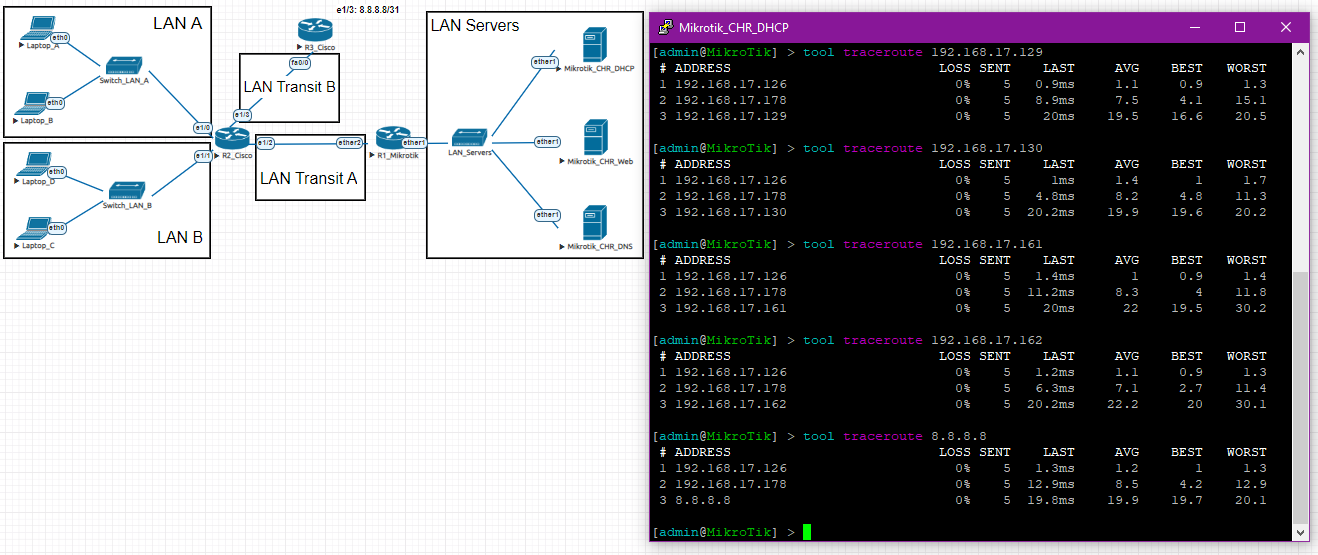 e1/3: 8.8.8.8/31
LAN A
eth0
Laptop_A
Switch_LAN_A
eth0
Laptop_B
e1/0
R3_Cisco
fa0/0
LAN Transit B
e1/3
R2_Cisco
e1/2
LAN Transit A
ether2
R1_Mikrotik
ether1
e1/1
Laptop_D
eth0
Switch_LAN_B
eth0
Laptop_C
LAN B
LAN Servers
ether1
Mikrotik_CHR_DHCP
LAN_Servers
ether1
Mikrotik_CHR_Web
ether1
Mikrotik_CHR_DNS
Mikrotik_CHR_DHCP
[admin@MikroTik] > tool traceroute 192.168.17.129
# ADDRESS LOSS SENT LAST AVG BEST WORST
1 192.168.17.126 0% 5 0.9ms 1.1 0.9 1.3
2 192.168.17.178 0% 5 8.9ms 7.5 4.1 15.1
3 192.168.17.129 0% 5 20ms 19.5 16.6 20.5
[admin@MikroTik] > tool traceroute 192.168.17.130
# ADDRESS LOSS SENT LAST AVG BEST WORST
1 192.168.17.126 0% 5 1ms 1.4 1 1.7
2 192.168.17.178 0% 5 4.8ms 8.2 4.8 11.3
3 192.168.17.130 0% 5 20.2ms 19.9 19.6 20.2
[admin@MikroTik] > tool traceroute 192.168.17.161
# ADDRESS LOSS SENT LAST AVG BEST WORST
1 192.168.17.126 0% 5 1.4ms 1 0.9 1.4
2 192.168.17.178 0% 5 11.2ms 8.3 4 11.8
3 192.168.17.161 0% 5 20ms 22 19.5 30.2
[admin@MikroTik] > tool traceroute 192.168.17.162
# ADDRESS LOSS SENT LAST AVG BEST WORST
1 192.168.17.126 0% 5 1.2ms 1.1 0.9 1.3
2 192.168.17.178 0% 5 6.3ms 7.1 2.7 11.4
3 192.168.17.162 0% 5 20.2ms 22.2 20 30.1
[admin@MikroTik] > tool traceroute 8.8.8.8
# ADDRESS LOSS SENT LAST AVG BEST WORST
1 192.168.17.126 0% 5 1.3ms 1.2 1 1.3
2 192.168.17.178 0% 5 12.9ms 8.5 4.2 12.9
3 8.8.8.8 0% 5 19.8ms 19.9 19.7 20.1
[admin@MikroTik] >